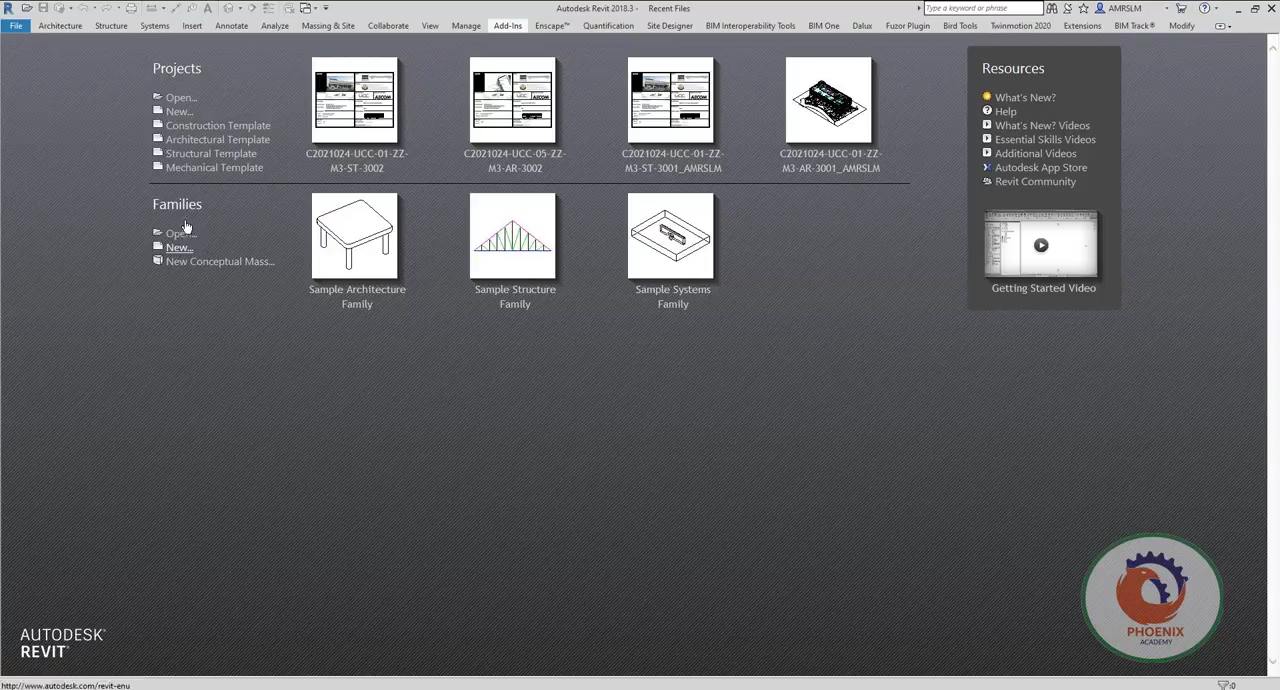 Autodesk Revit 2018.3 - Recent Files
Type a keyword or phrase
AMRSLM
File Architecture Structure Systems Insert Annotate Analyze Massing & Site Collaborate View Manage Add-Ins Enscape™ Quantification Site Designer BIM Interoperability Tools BIM One Dalux Fuzor Plugin Bird Tools Twinmotion 2020 Extensions BIM Track® Modify
Projects
Open...
New...
Construction Template
Architectural Template
Structural Template
Mechanical Template
C2021024-UCC-01-ZZ-
M3-ST-3002
C2021024-UCC-05-ZZ-
M3-AR-3002
C2021024-UCC-01-ZZ-
M3-ST-3001_AMRSLM
C2021024-UCC-01-ZZ-
M3-AR-3001_AMRSLM
Families
Open...
New...
New Conceptual Mass...
Sample Architecture
Family
Sample Structure
Family
Sample Systems
Family
Resources
What's New?
Help
What's New? Videos
Essential Skills Videos
Additional Videos
Autodesk App Store
Revit Community
Getting Started Video
PHOENIX
ACADEMY
AUTODESK®
REVIT®
http://www.autodesk.com/revit-enu
:0